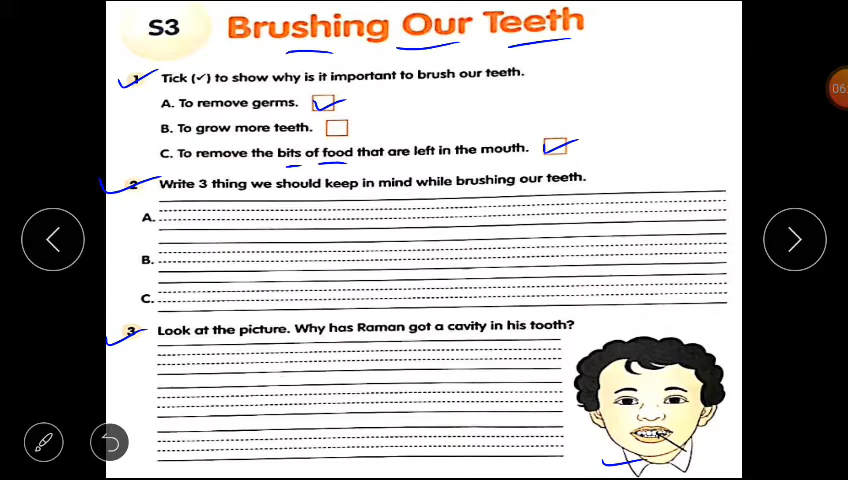 S3
Brushing Our Teeth
1 Tick (✓) to show why is it important to brush our teeth.
A. To remove germs.
B. To grow more teeth.
C. To remove the bits of food that are left in the mouth.
2 Write 3 thing we should keep in mind while brushing our teeth.
A.
B.
C.
3 Look at the picture. Why has Raman got a cavity in his tooth?